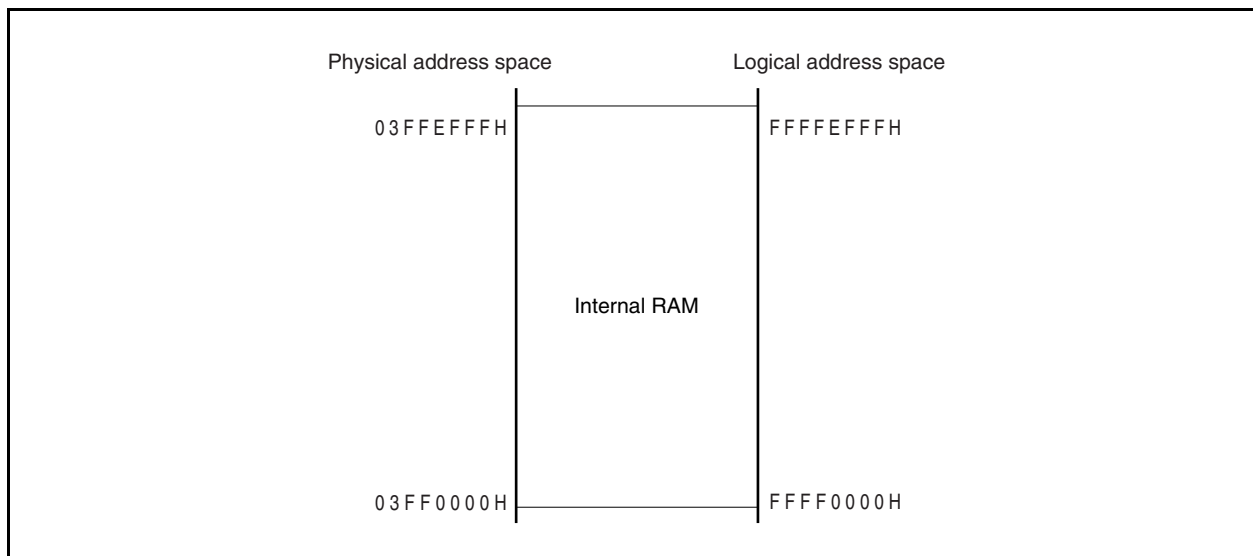 Physical address space
Logical address space
03FFEFFFH
FFFFEFFFH
Internal RAM
03FF0000H
FFFF0000H